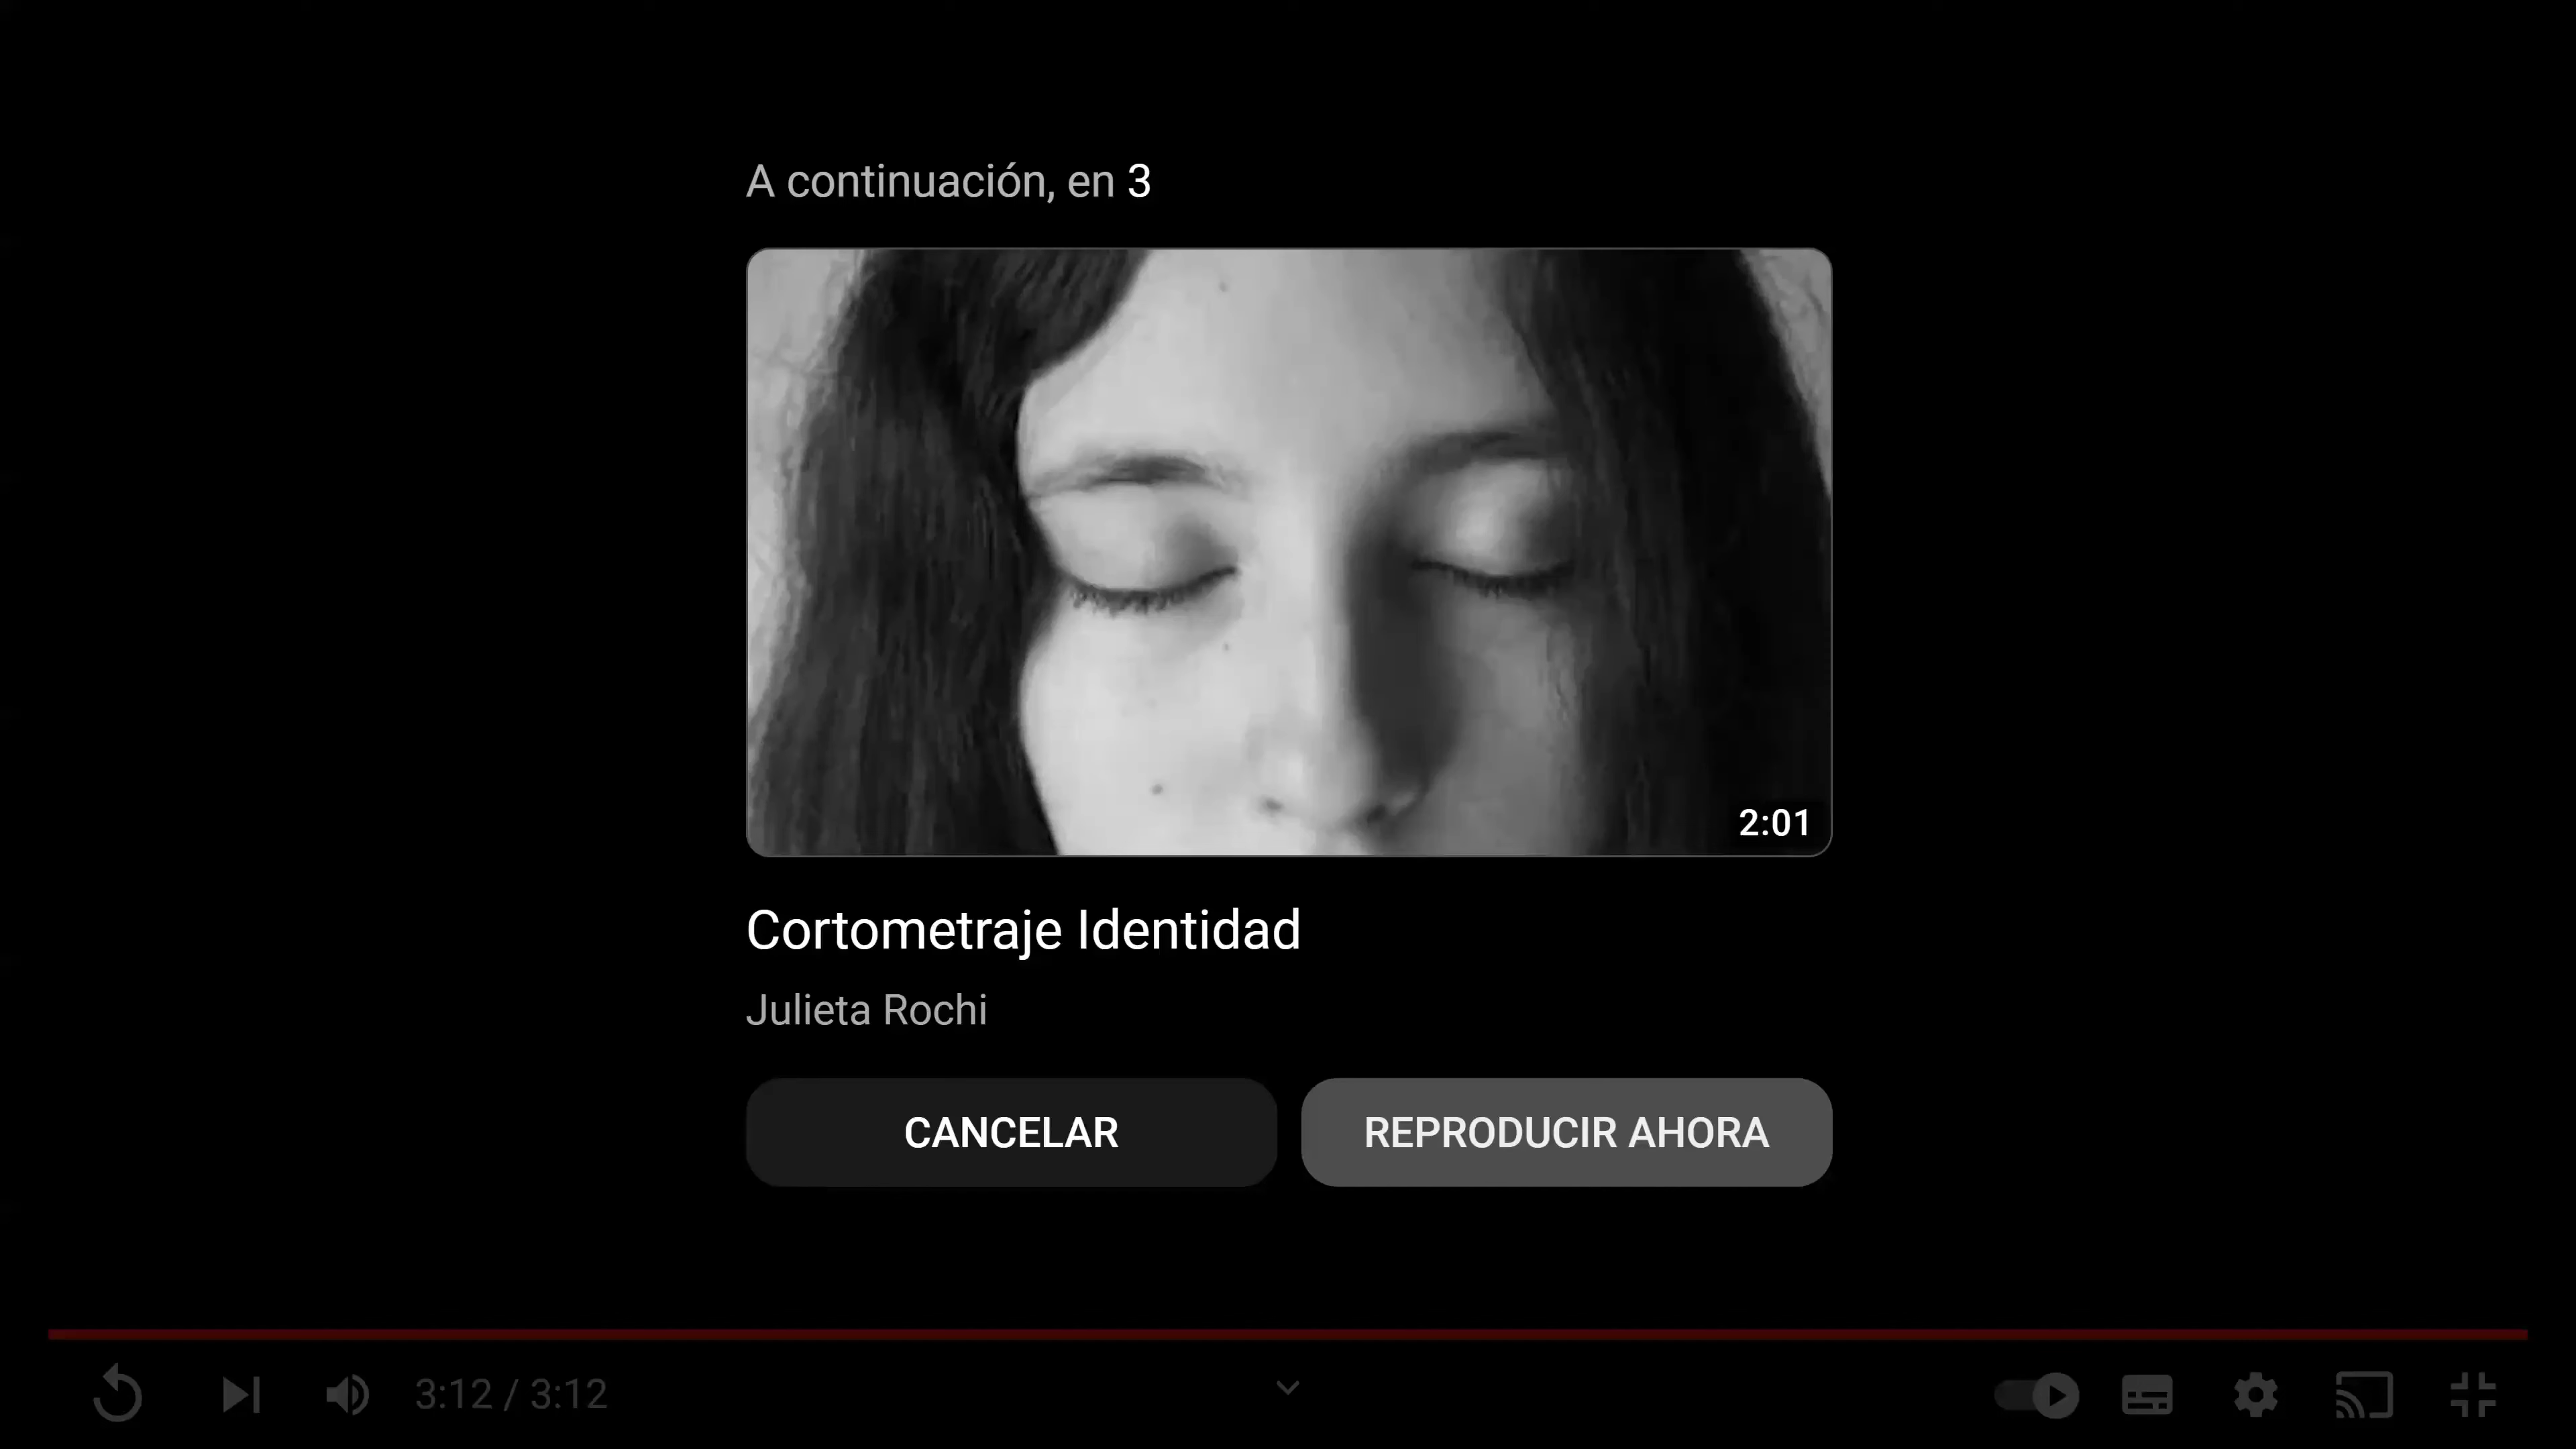 A continuación, en 3
2:01
Cortometraje Identidad
Julieta Rochi
CANCELAR
REPRODUCIR AHORA
3:12 / 3:12